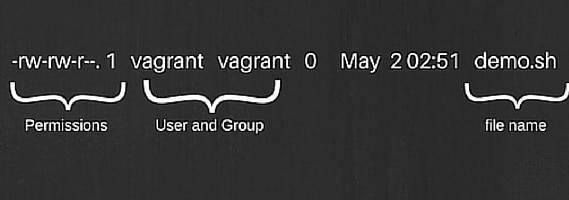 -rw-rw-r--. 1 vagrant vagrant 0 May 2 02:51 demo.sh
Permissions User and Group file name